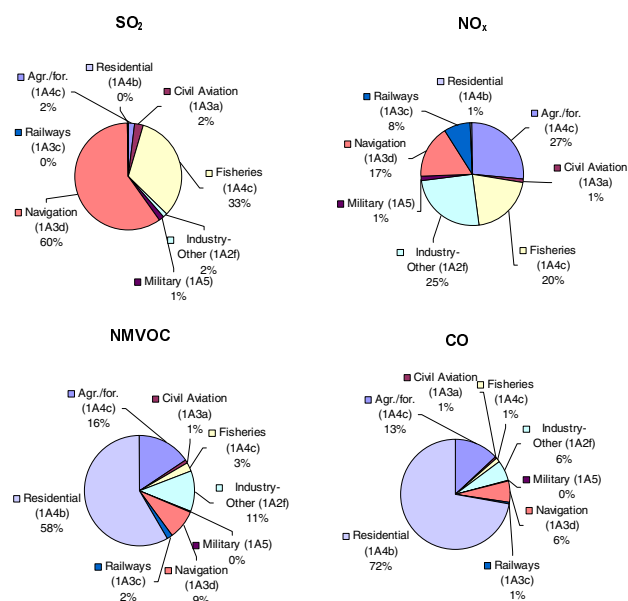 SO₂
Residential
(1A4b)
0%
Agr./for.
(1A4c)
2%
Civil Aviation
(1A3a)
2%
Railways
(1A3c)
0%
Fisheries
(1A4c)
33%
Navigation
(1A3d)
60%
Industry-
Other (1A2f)
2%
Military (1A5)
1%
NOₓ
Residential
(1A4b)
1%
Railways
(1A3c)
8%
Agr./for.
(1A4c)
27%
Navigation
(1A3d)
17%
Civil Aviation
(1A3a)
1%
Military (1A5)
1%
Industry-
Other (1A2f)
25%
Fisheries
(1A4c)
20%
NMVOC
Agr./for.
(1A4c)
16%
Civil Aviation
(1A3a)
1%
Fisheries
(1A4c)
3%
Industry-
Other (1A2f)
11%
Residential
(1A4b)
58%
Military (1A5)
0%
Railways
(1A3c)
2%
Navigation
(1A3d)
9%
CO
Civil Aviation
(1A3a)
1%
Fisheries
(1A4c)
1%
Agr./for.
(1A4c)
13%
Industry-
Other (1A2f)
6%
Military (1A5)
0%
Navigation
(1A3d)
6%
Residential
(1A4b)
72%
Railways
(1A3c)
1%